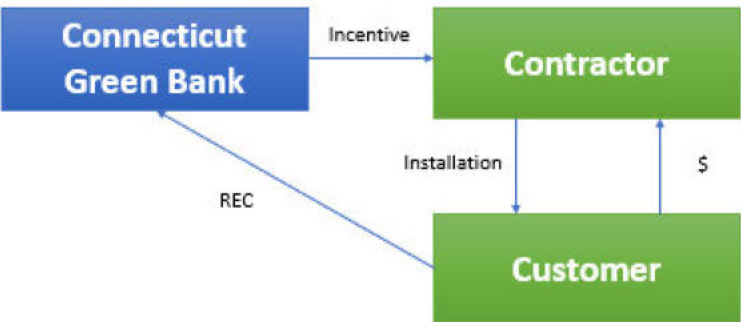 Connecticut
Green Bank
Incentive
Contractor
Installation
$
REC
Customer